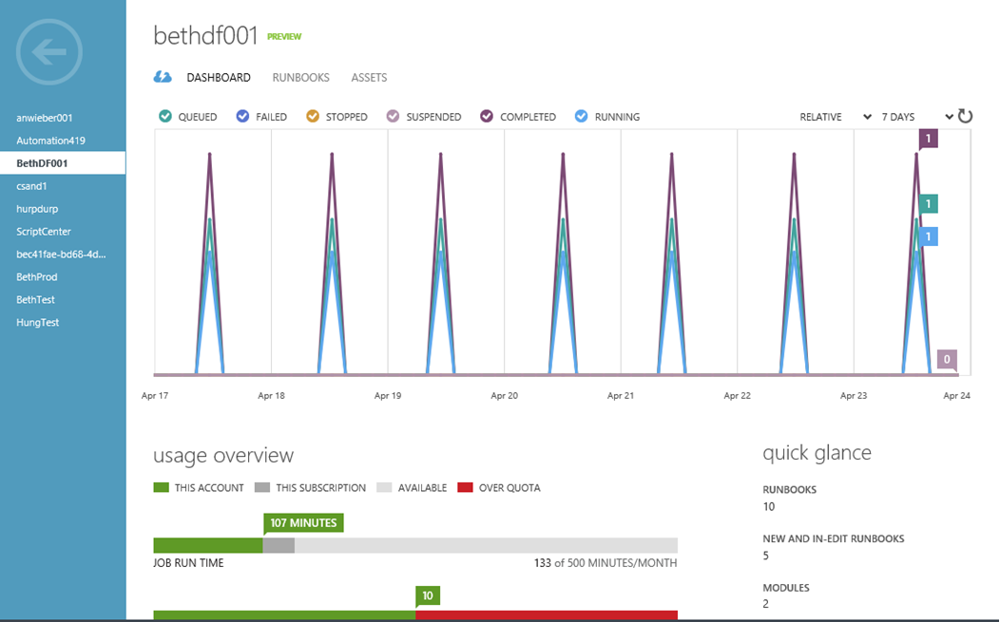 bethdf001 PREVIEW
DASHBOARD RUNBOOKS ASSETS
anwieber001
Automation419
BethDF001
csand1
hurpdurp
ScriptCenter
bec41fae-bd68-4d...
BethProd
BethTest
HungTest
QUEUED FAILED STOPPED SUSPENDED COMPLETED RUNNING RELATIVE 7 DAYS
1
1
1
0
Apr 17 Apr 18 Apr 19 Apr 20 Apr 21 Apr 22 Apr 23 Apr 24
usage overview
THIS ACCOUNT THIS SUBSCRIPTION AVAILABLE OVER QUOTA
107 MINUTES
JOB RUN TIME 133 of 500 MINUTES/MONTH
10
quick glance
RUNBOOKS
10
NEW AND IN-EDIT RUNBOOKS
5
MODULES
2